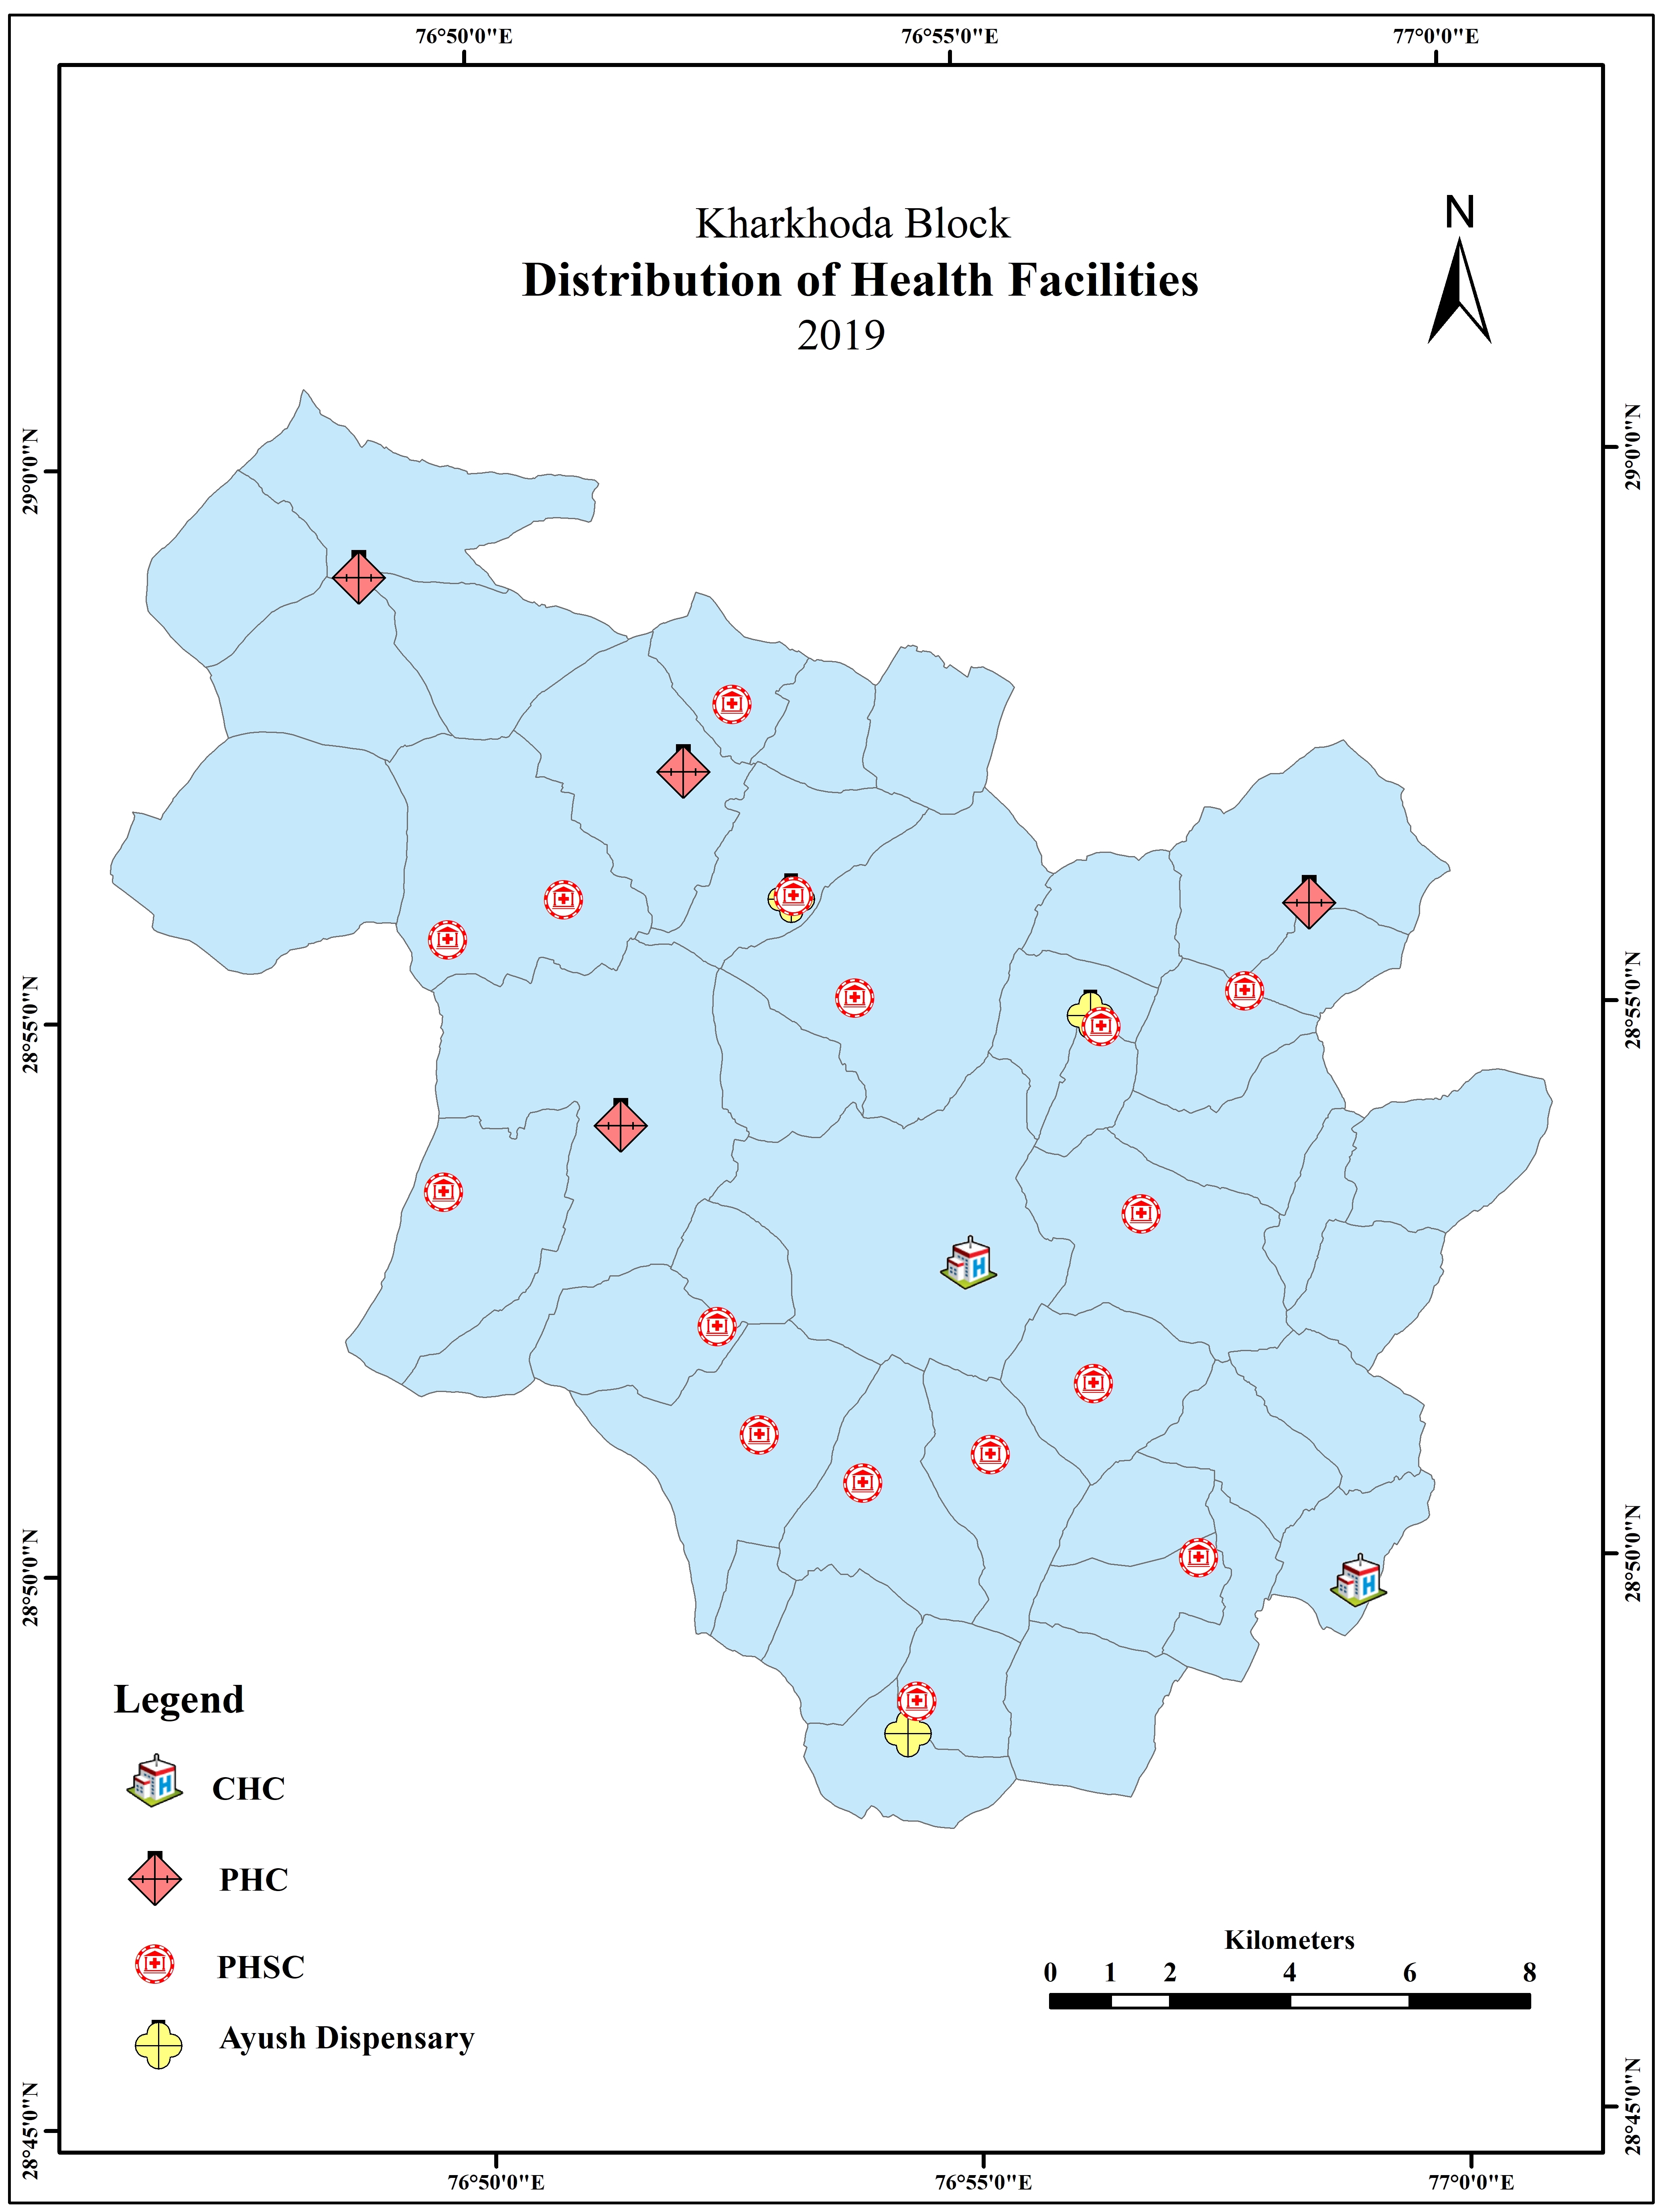 76°50'0"E 76°55'0"E 77°0'0"E
Kharkhoda Block
Distribution of Health Facilities
2019
N
29°0'0"N
29°0'0"N
28°55'0"N
28°55'0"N
28°50'0"N
28°50'0"N
H
H
Legend
H CHC
PHC
PHSC
Ayush Dispensary
Kilometers
0 1 2 4 6 8
28°45'0"N
28°45'0"N
76°50'0"E 76°55'0"E 77°0'0"E